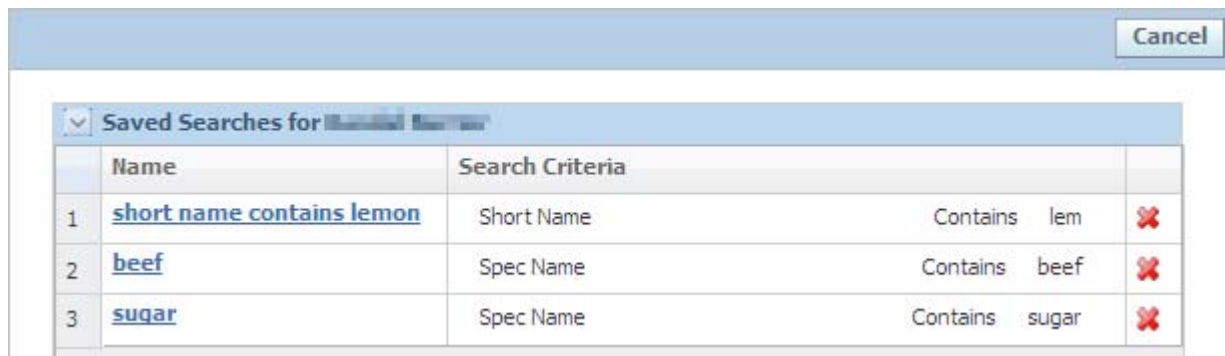 Cancel
Saved Searches for
Name Search Criteria
1 short name contains lemon Short Name Contains lem
2 beef Spec Name Contains beef
3 sugar Spec Name Contains sugar